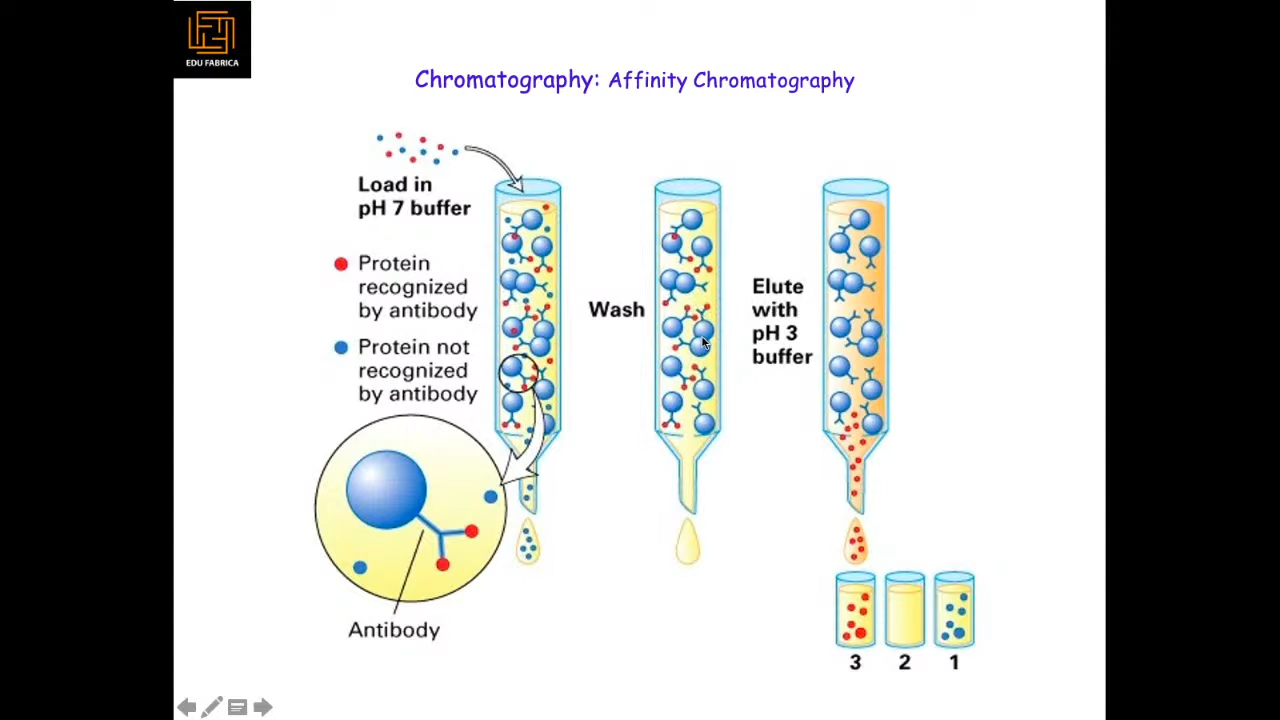 EDU FABRICA
Chromatography: Affinity Chromatography
Load in
pH 7 buffer
Protein
recognized
by antibody
Protein not
recognized
by antibody
Antibody
Wash
Elute
with
pH 3
buffer
3 2 1